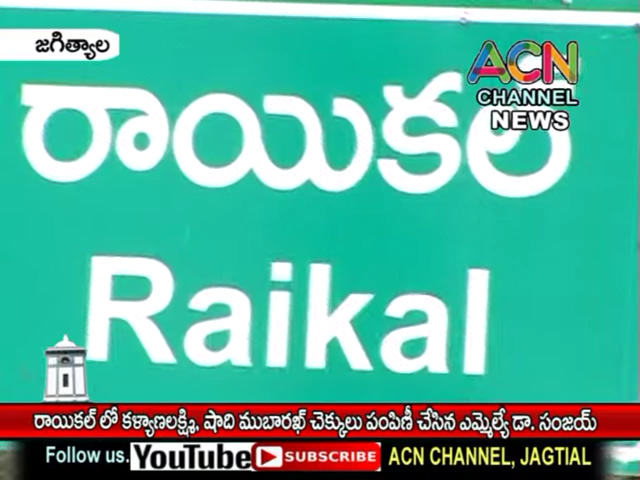 జగిత్యాల
ACN
CHANNEL
NEWS
రాయికల్
Raikal
రాయికల్ లో కళ్యాణలక్ష్మి, షాది ముబారఖ్ చెక్కులు పంపిణీ చేసిన ఎమ్మెల్యే డా. సంజయ్
Follow us. YouTube SUBSCRIBE ACN CHANNEL, JAGTIAL